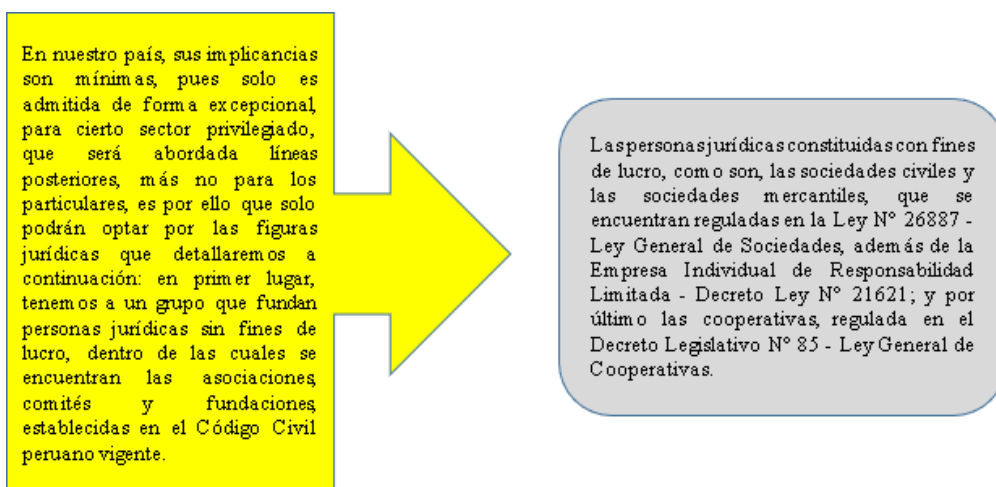 En nuestro país, sus implicancias
son mínimas, pues solo es
admitida de forma excepcional,
para cierto sector privilegiado,
que será abordada líneas
posteriores, más no para los
particulares, es por ello que solo
podrán optar por las figuras
jurídicas que detallaremos a
continuación: en primer lugar,
tenemos a un grupo que fundan
personas jurídicas sin fines de
lucro, dentro de las cuales se
encuentran las asociaciones,
comités y fundaciones,
establecidas en el Código Civil
peruano vigente.
Las personas jurídicas constituidas con fines
de lucro, como son, las sociedades civiles y
las sociedades mercantiles, que se
encuentran reguladas en la Ley N° 26887 -
Ley General de Sociedades, además de la
Empresa Individual de Responsabilidad
Limitada - Decreto Ley N° 21621; y por
último las cooperativas, regulada en el
Decreto Legislativo N° 85 - Ley General de
Cooperativas.